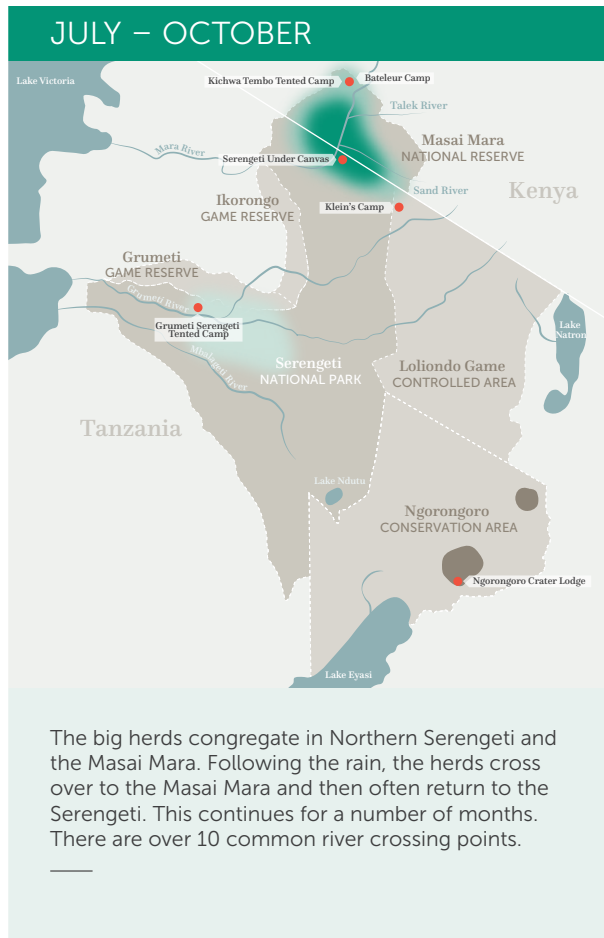 JULY – OCTOBER
Lake Victoria
Kichwa Tembo Tented Camp
Bateleur Camp
Talek River
Mara River
Masai Mara
NATIONAL RESERVE
Serengeti Under Canvas
Sand River
Kenya
Ikorongo
GAME RESERVE
Klein's Camp
Grumeti
GAME RESERVE
Grumeti River
Grumeti Serengeti
Tented Camp
Lake
Natron
Mbalageti River
Serengeti
NATIONAL PARK
Loliondo Game
CONTROLLED AREA
Tanzania
Lake Ndutu
Ngorongoro
CONSERVATION AREA
Ngorongoro Crater Lodge
Lake Eyasi
The big herds congregate in Northern Serengeti and
the Masai Mara. Following the rain, the herds cross
over to the Masai Mara and then often return to the
Serengeti. This continues for a number of months.
There are over 10 common river crossing points.